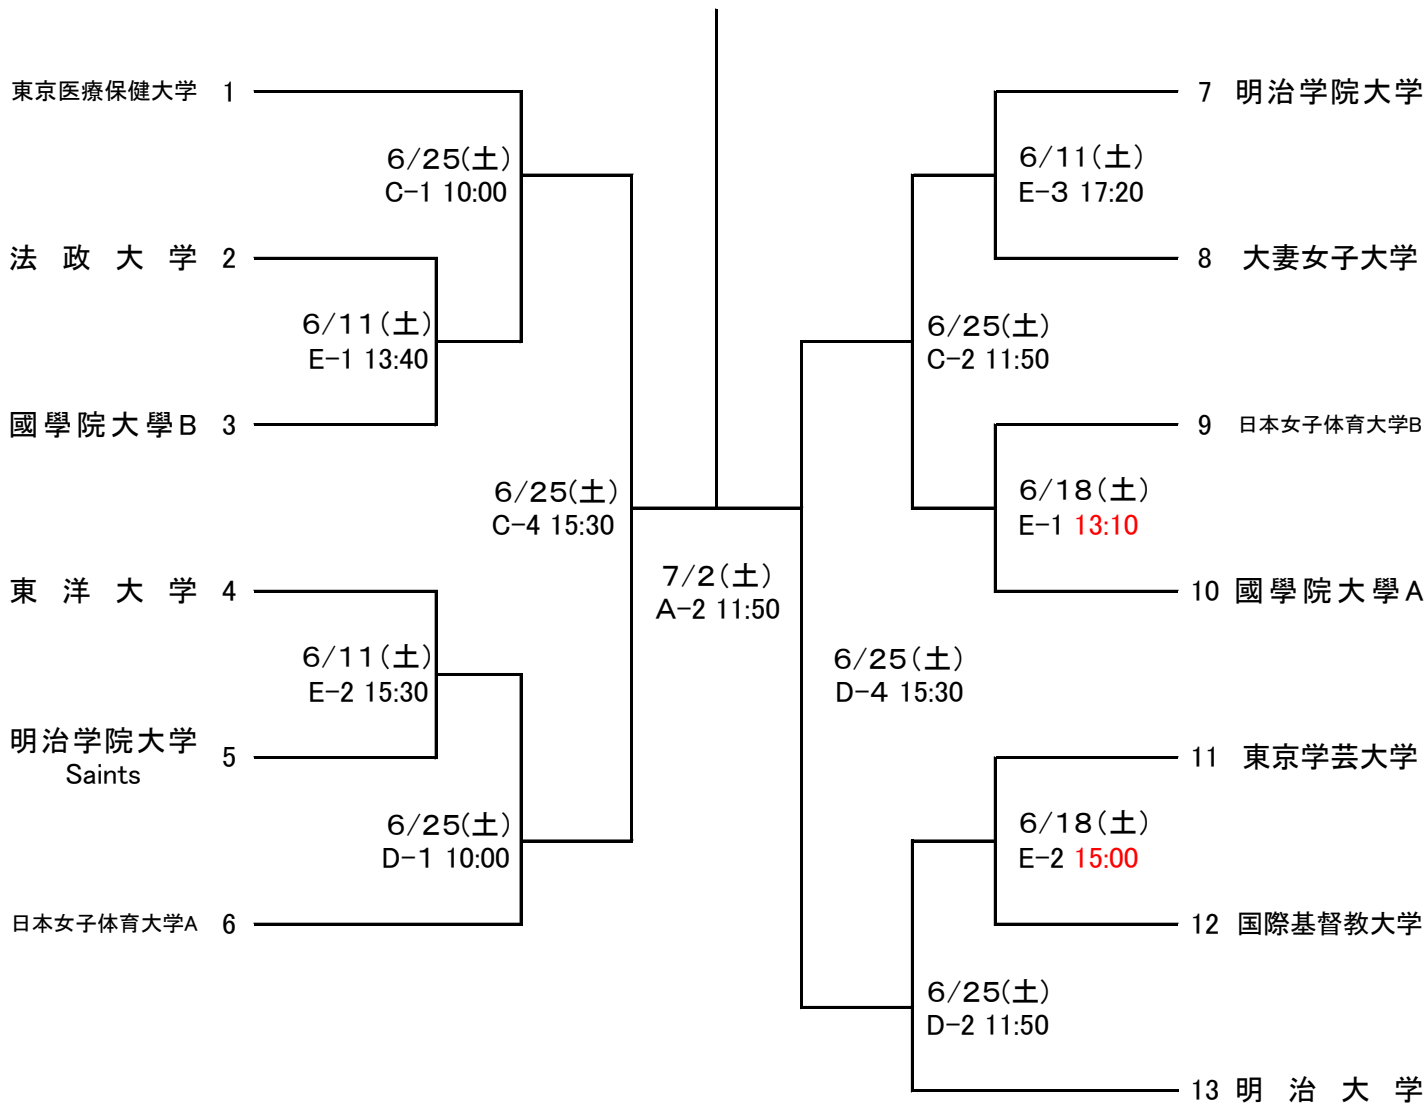 東京医療保健大学 1
6/25(土)
C-1 10:00
法政大学 2
6/11(土)
E-1 13:40
國學院大學B 3
6/25(土)
C-4 15:30
東洋大学 4
6/11(土)
E-2 15:30
明治学院大学
Saints
5
6/25(土)
D-1 10:00
日本女子体育大学A 6
7/2(土)
A-2 11:50
7 明治学院大学
6/11(土)
E-3 17:20
8 大妻女子大学
6/25(土)
C-2 11:50
9 日本女子体育大学B
6/18(土)
E-1 13:10
10 國學院大學A
6/25(土)
D-4 15:30
11 東京学芸大学
6/18(土)
E-2 15:00
12 国際基督教大学
6/25(土)
D-2 11:50
13 明治大学